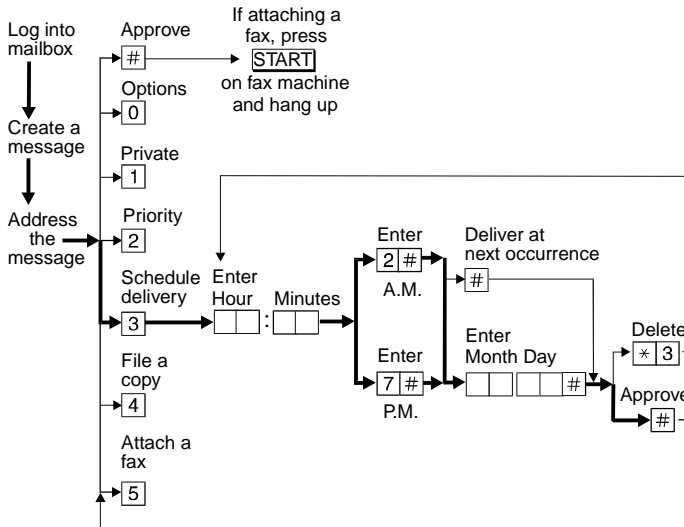 Log into
mailbox
Create a
message
Address
the
message
Approve
#
If attaching a
fax, press
START
on fax machine
and hang up
Options
0
Private
1
Priority
2
Schedule
delivery
3
Enter
Hour
:
Minutes
Enter
2 #
A.M.
Enter
7 #
P.M.
Deliver at
next occurrence
#
Enter
Month Day
#
Delete
* 3
Approve
#
File a
copy
4
Attach a
fax
5